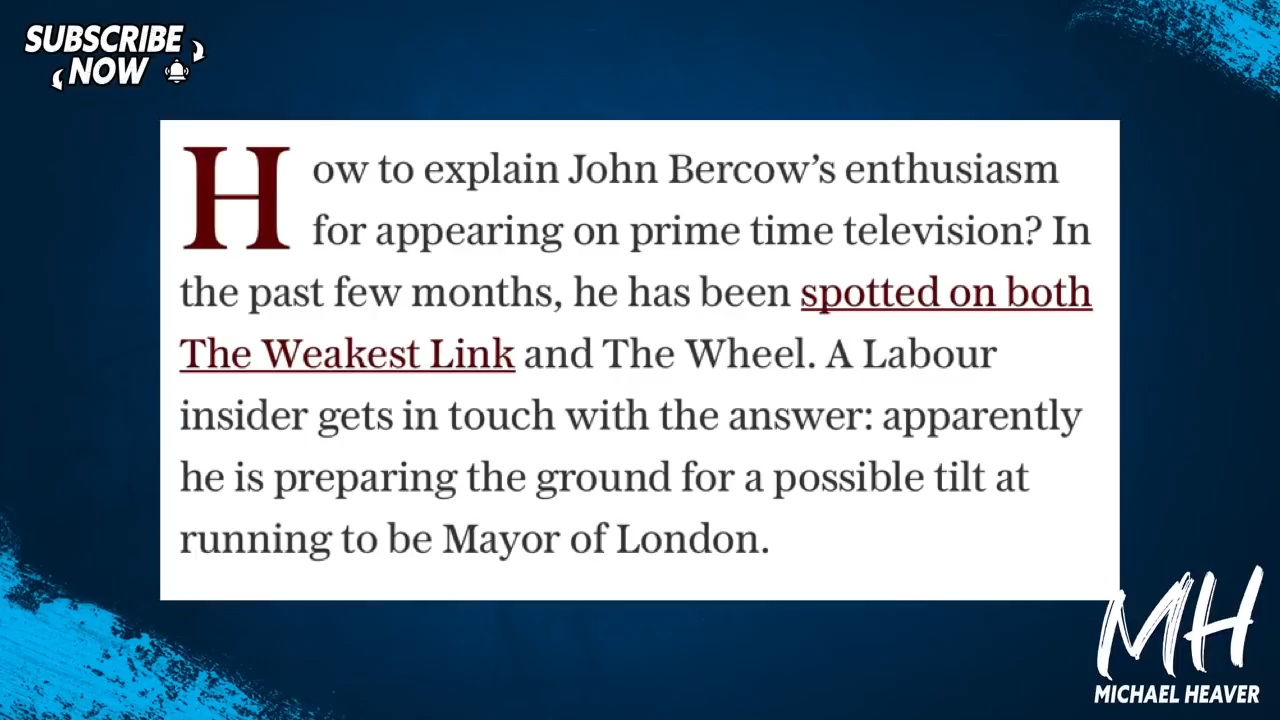 SUBSCRIBE
NOW
How to explain John Bercow’s enthusiasm
for appearing on prime time television? In
the past few months, he has been spotted on both
The Weakest Link and The Wheel. A Labour
insider gets in touch with the answer: apparently
he is preparing the ground for a possible tilt at
running to be Mayor of London.
MH
MICHAEL HEAVER